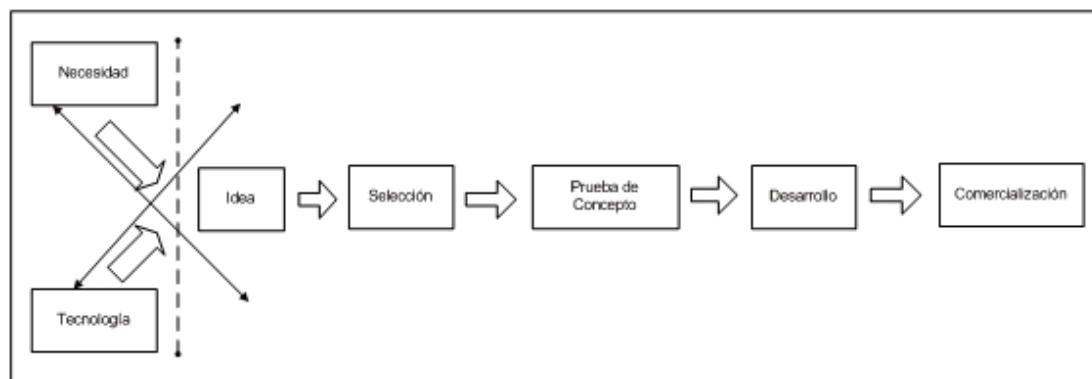 Necesidad
Idea
Selección
Prueba de
Concepto
Desarrollo
Comercialización
Tecnología